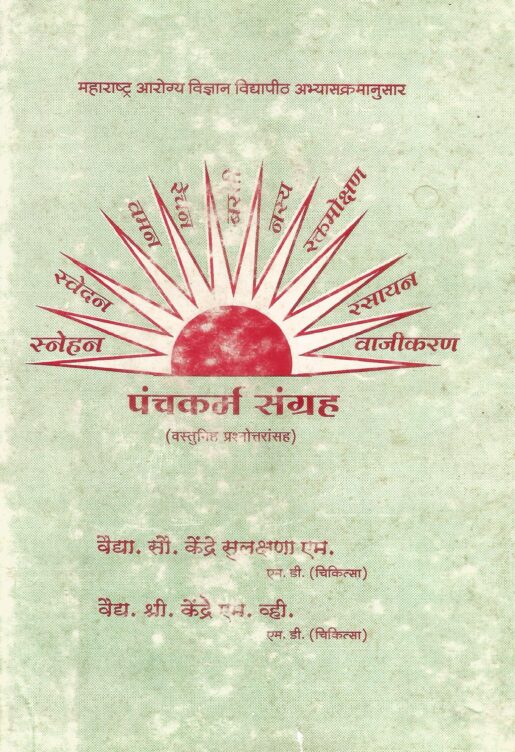 महाराष्ट्र आरोग्य विज्ञान विद्यापीठ अभ्यासक्रमानुसार
स्नेहन
स्वेदन
वमन
बस्ती
नस्य
रक्तमोक्षण
रसायन
वाजीकरण
पंचकर्म संग्रह
(वस्तुनिष्ठ प्रश्नोत्तरांसह)
वैद्या. सौ. केंद्रे सुलक्षणा एम.
एम. डी. (चिकित्सा)
वैद्य. श्री. केंद्रे एम. व्ही.
एम. डी. (चिकित्सा)